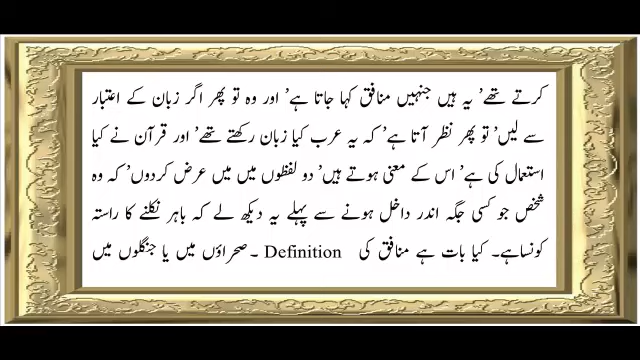 کرتے تھے’ یہ ہیں جنہیں منافق کہا جاتا ہے’ اور وہ تو پھر اگر زبان کے اعتبار
سے لیں’ تو پھر نظر آتا ہے’ کہ یہ عرب کیا زبان رکھتے تھے’ اور قرآن نے کیا
استعمال کی ہے’ اس کے معنی ہوتے ہیں’ دو لفظوں میں میں عرض کردوں’ کہ وہ
شخص جو کسی جگہ اندر داخل ہونے سے پہلے یہ دیکھ لے کہ باہر نکلنے کا راستہ
کونساہے۔ کیا بات ہے منافق کی Definition ۔صحراؤں میں یا جنگلوں میں